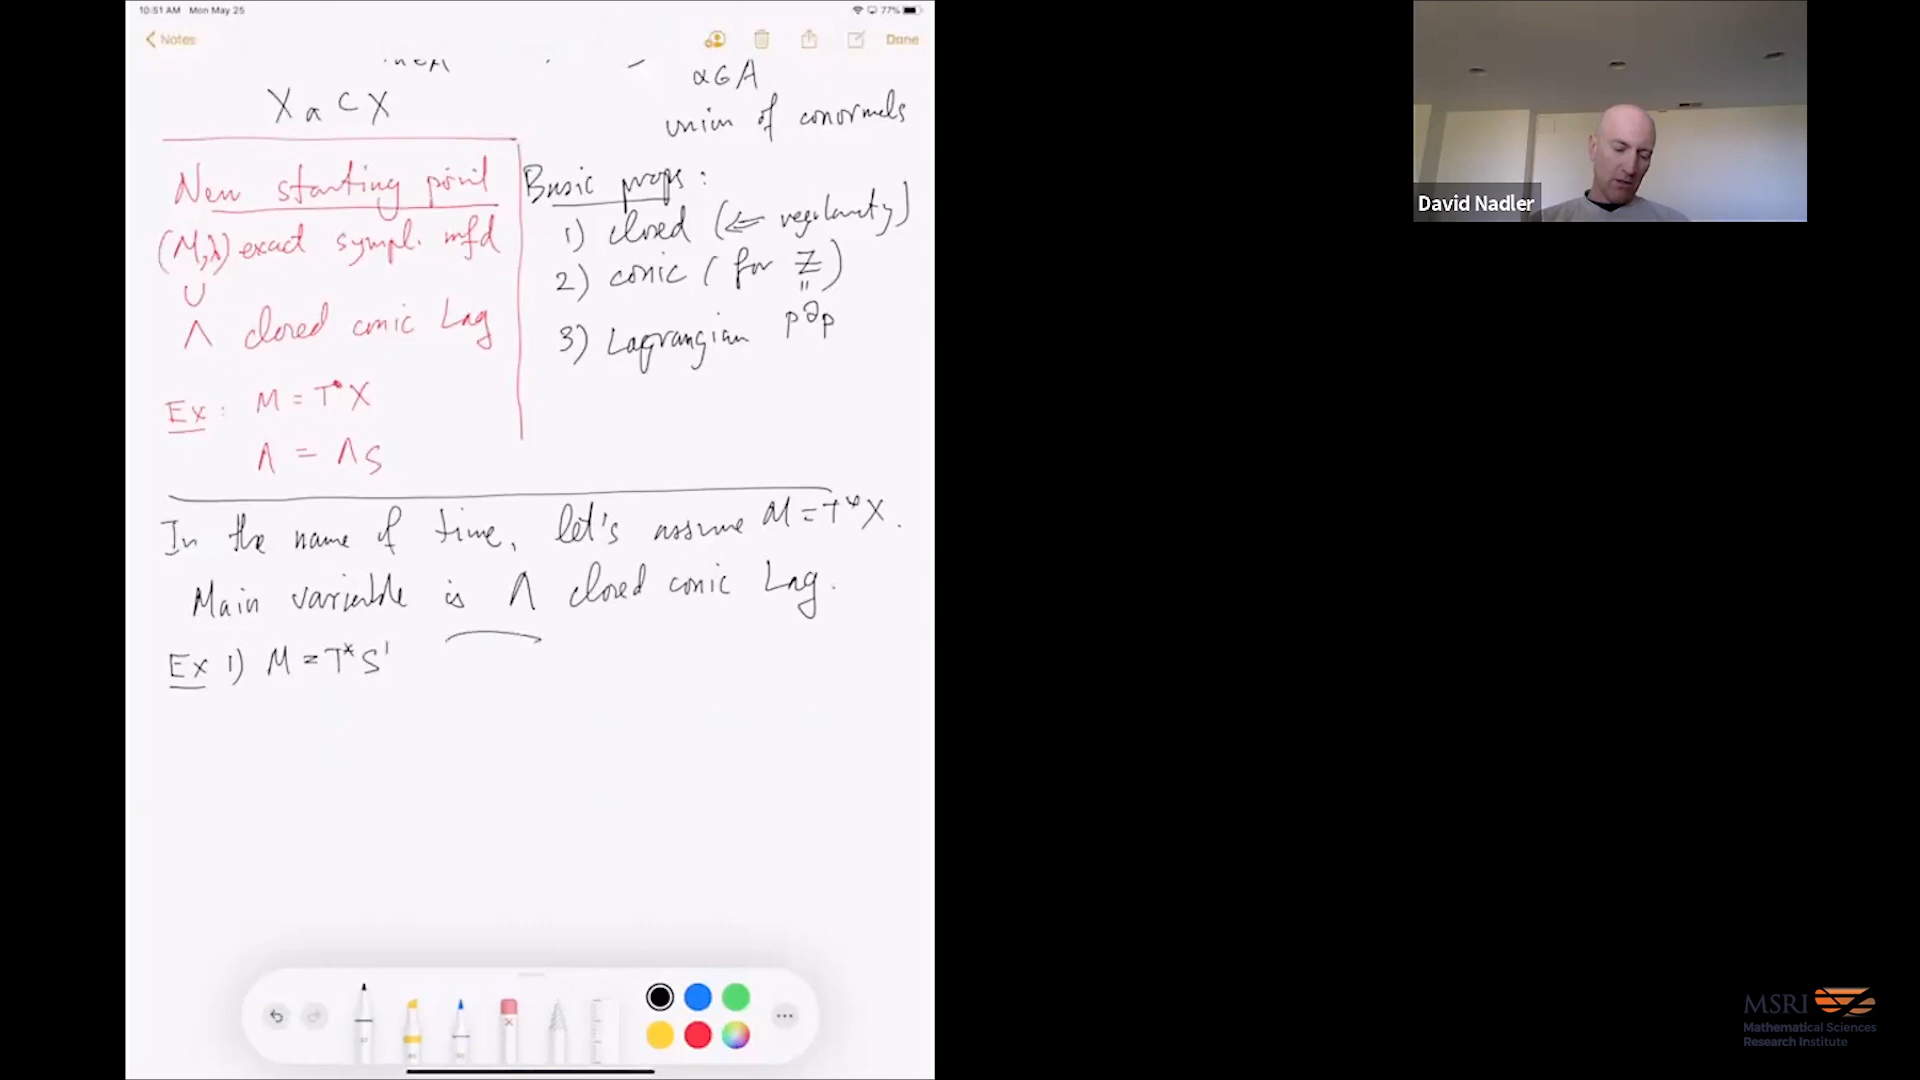 10:51 AM Mon May 25
77%
Notes
Done
α∈A
X_α ⊂ X
union of conormals
New starting point
(M,λ) exact sympl. mfd
∪
Λ closed conic Lag
Ex: M = T*X
Λ = Λ_S
Basic props:
1) closed (⇐ regularity)
2) conic (for Z)
=
p∂p
3) Lagrangian
In the name of time, let's assume M = T*X.
Main variable is Λ closed conic Lag.
Ex 1) M = T*S¹
David Nadler
MSRI
Mathematical Sciences
Research Institute